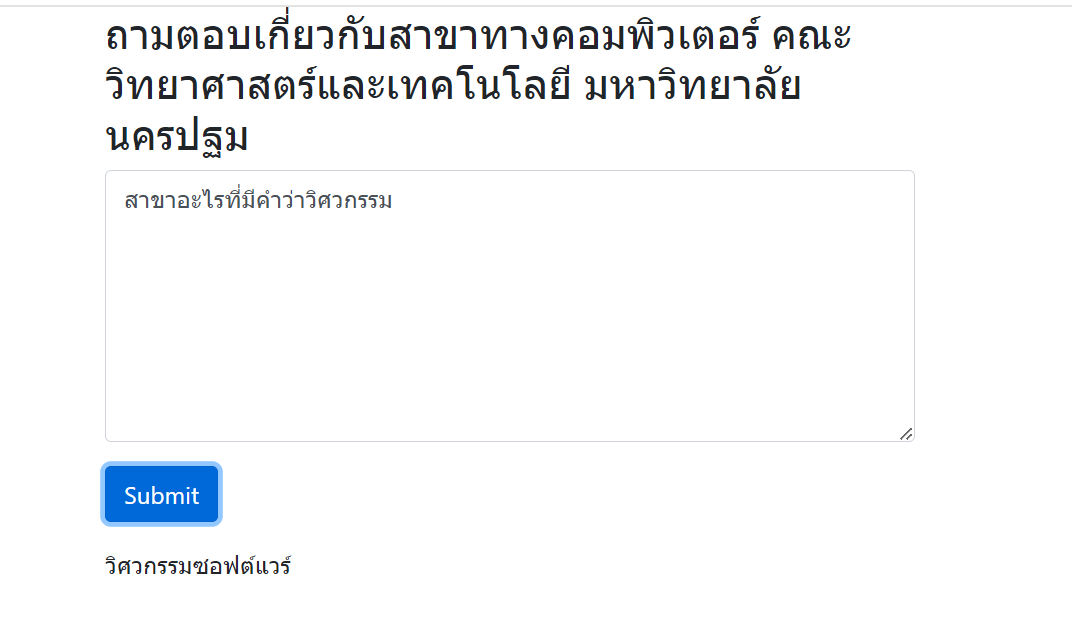 ถามตอบเกี่ยวกับสาขาทางคอมพิวเตอร์ คณะ
วิทยาศาสตร์และเทคโนโลยี มหาวิทยาลัย
นครปฐม
สาขาอะไรที่มีคำว่าวิศวกรรม
Submit
วิศวกรรมซอฟต์แวร์